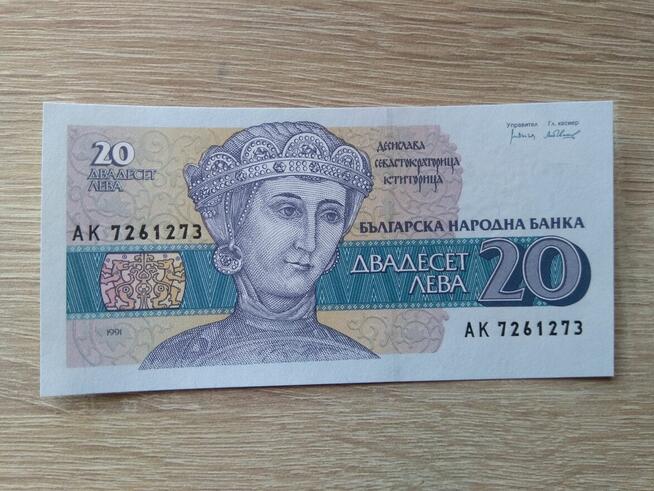 20
ДВАДЕСЕТ
ЛЕВА
АК 7261273
1991
Управител Гл. касиер
ДЕСИСЛАВА
СЕВАСТОКРАТОРИЦА
КТИТОРИЦА
БЪЛГАРСКА НАРОДНА БАНКА
ДВАДЕСЕТ
ЛЕВА
20
АК 7261273